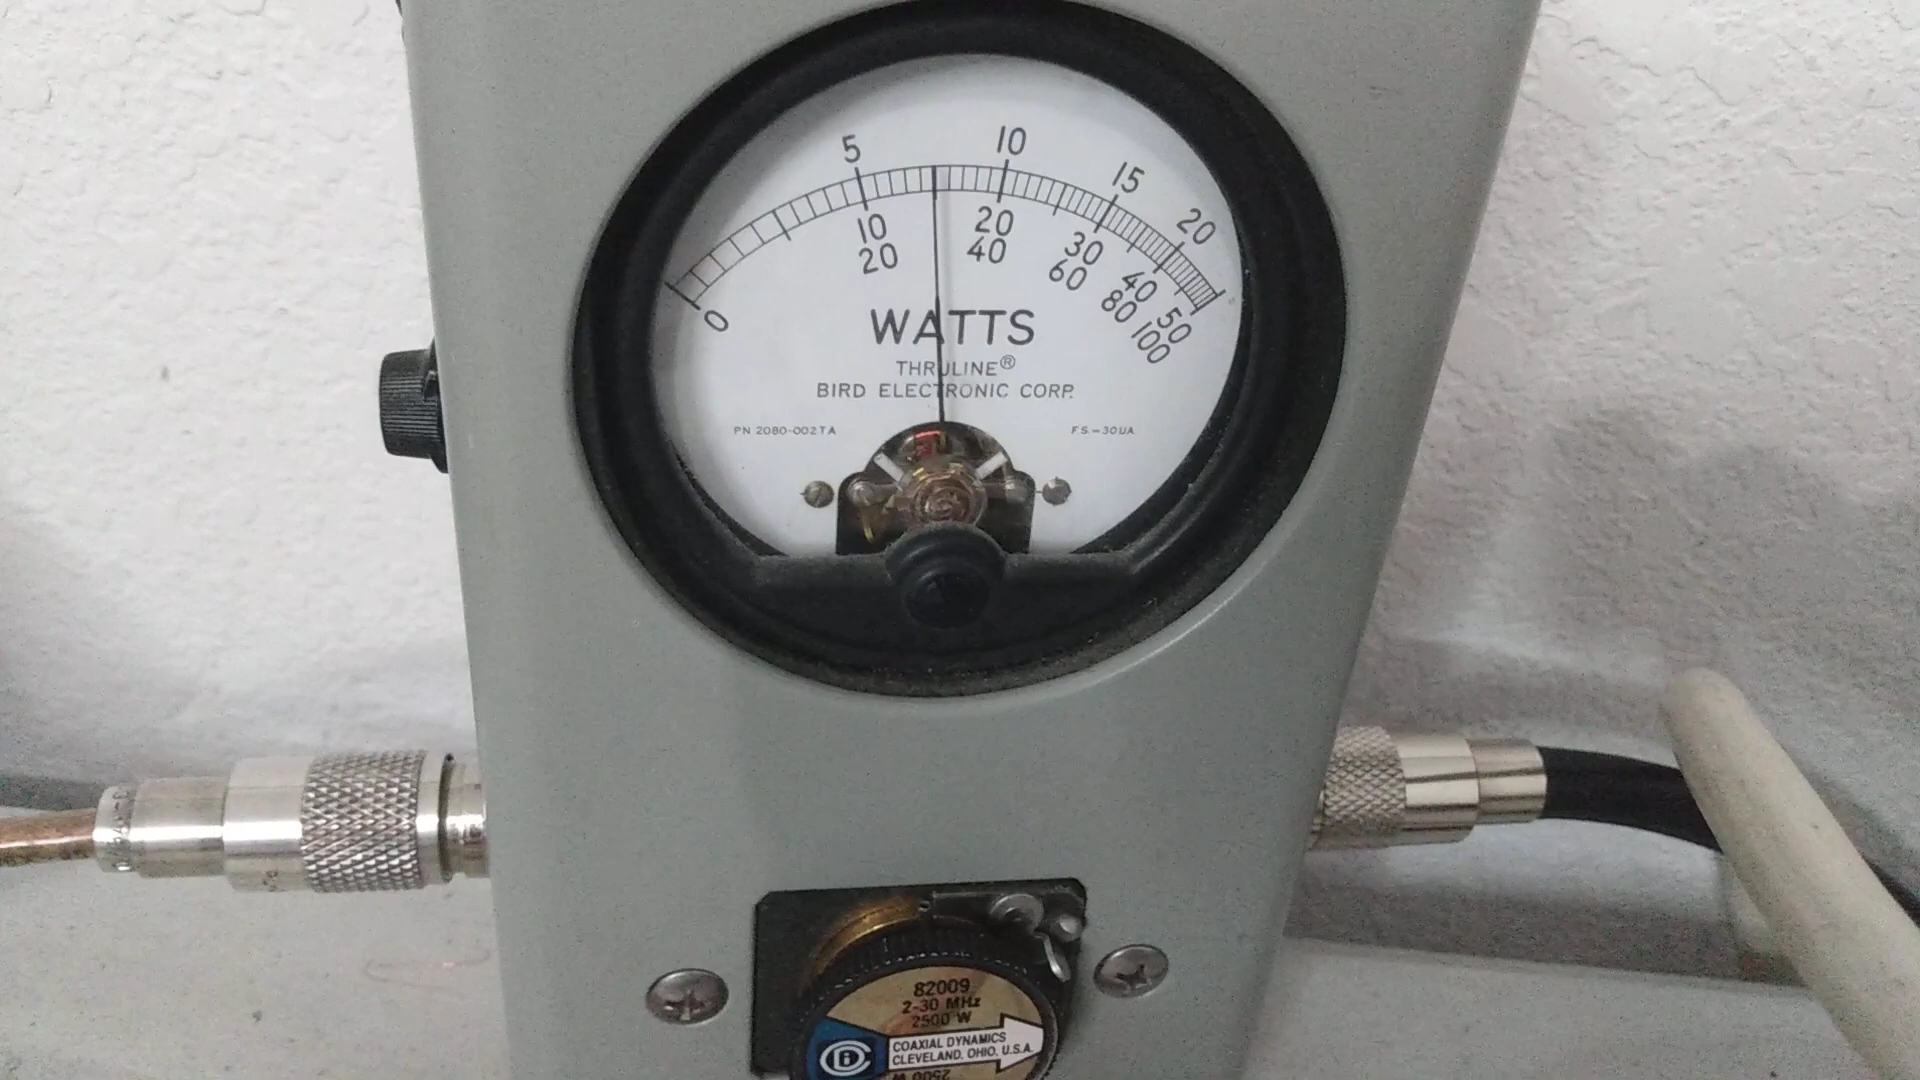 5 10 15 20
10 20 30 40 50
0 20 40 60 80 100
WATTS
THRULINE®
BIRD ELECTRONIC CORP.
PN 2080-002TA F.S.=30UA
82009
2-30 MHz
2500 W
COAXIAL DYNAMICS
CLEVELAND, OHIO, U.S.A.
2500 W